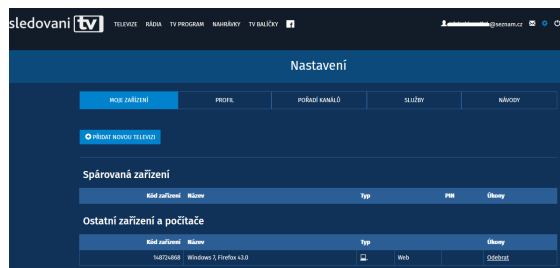 sledovani tv TELEVIZE RÁDIA TV PROGRAM NAHRÁVKY TV BALÍČKY f @seznam.cz
Nastavení
MOJE ZAŘÍZENÍ PROFIL POŘADÍ KANÁLŮ SLUŽBY NÁVODY
PŘIDAT NOVOU TELEVIZI
Spárovaná zařízení
Kód zařízení Název Typ PIN Úkony
Ostatní zařízení a počítače
Kód zařízení Název Typ Úkony
148724868 Windows 7, Firefox 43.0 Web Odebrat